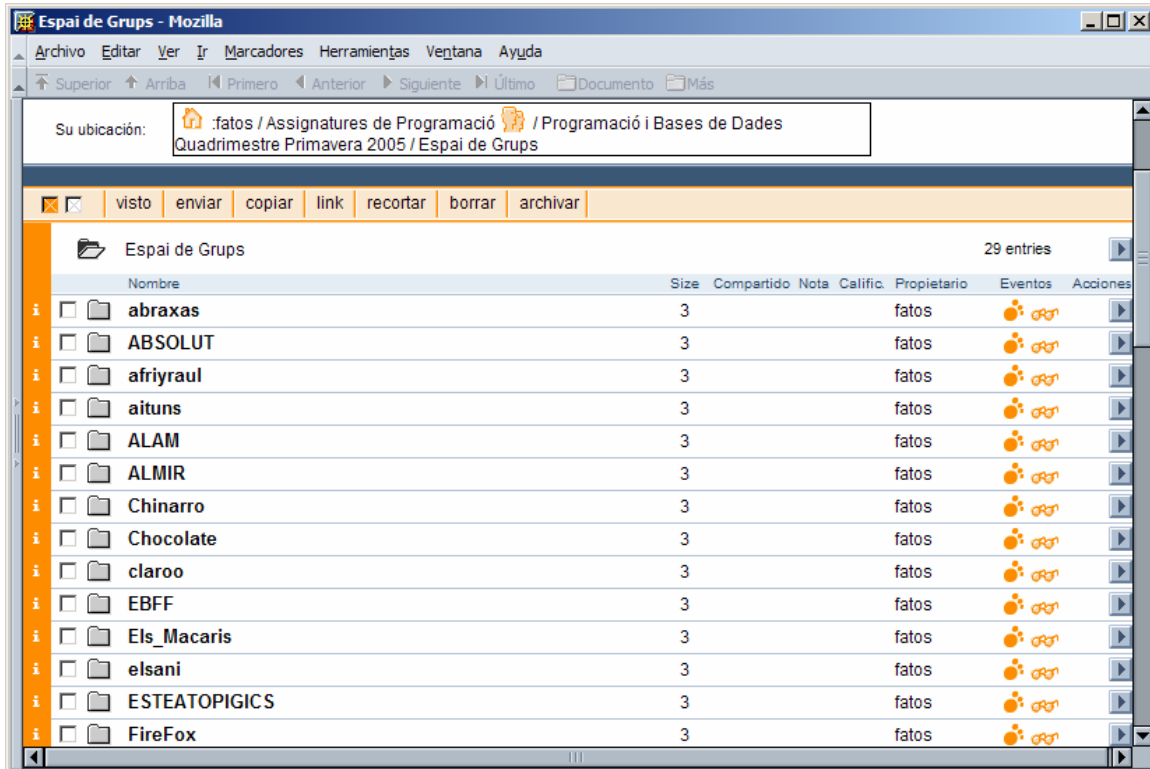 Espai de Grups - Mozilla
Archivo Editar Ver Ir Marcadores Herramientas Ventana Ayuda
Superior Arriba Primero Anterior Siguiente Último Documento Más
Su ubicación: :fatos / Assignatures de Programació / Programació i Bases de Dades
Quadrimestre Primavera 2005 / Espai de Grups
visto enviar copiar link recortar borrar archivar
Espai de Grups 29 entries
Nombre Size Compartido Nota Calific. Propietario Eventos Acciones
i abraxas 3 fatos
i ABSOLUT 3 fatos
i afriyraul 3 fatos
i aituns 3 fatos
i ALAM 3 fatos
i ALMIR 3 fatos
i Chinarro 3 fatos
i Chocolate 3 fatos
i claroo 3 fatos
i EBFF 3 fatos
i Els_Macaris 3 fatos
i elsani 3 fatos
i ESTEATOPIGICS 3 fatos
i FireFox 3 fatos